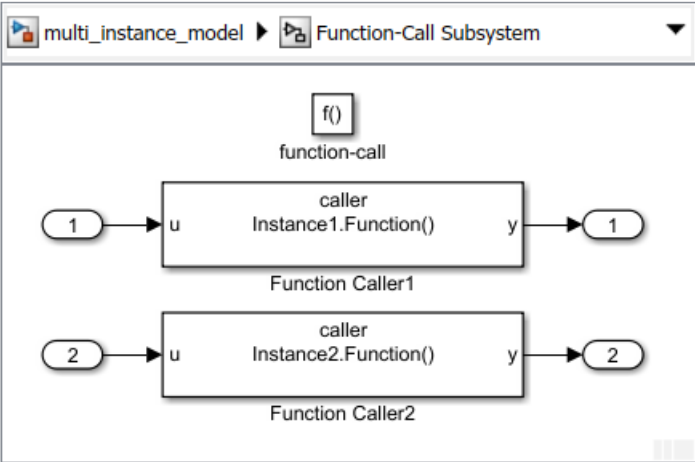 multi_instance_model Function-Call Subsystem
f()
function-call
caller
1 u Instance1.Function() y 1
Function Caller1
caller
2 u Instance2.Function() y 2
Function Caller2